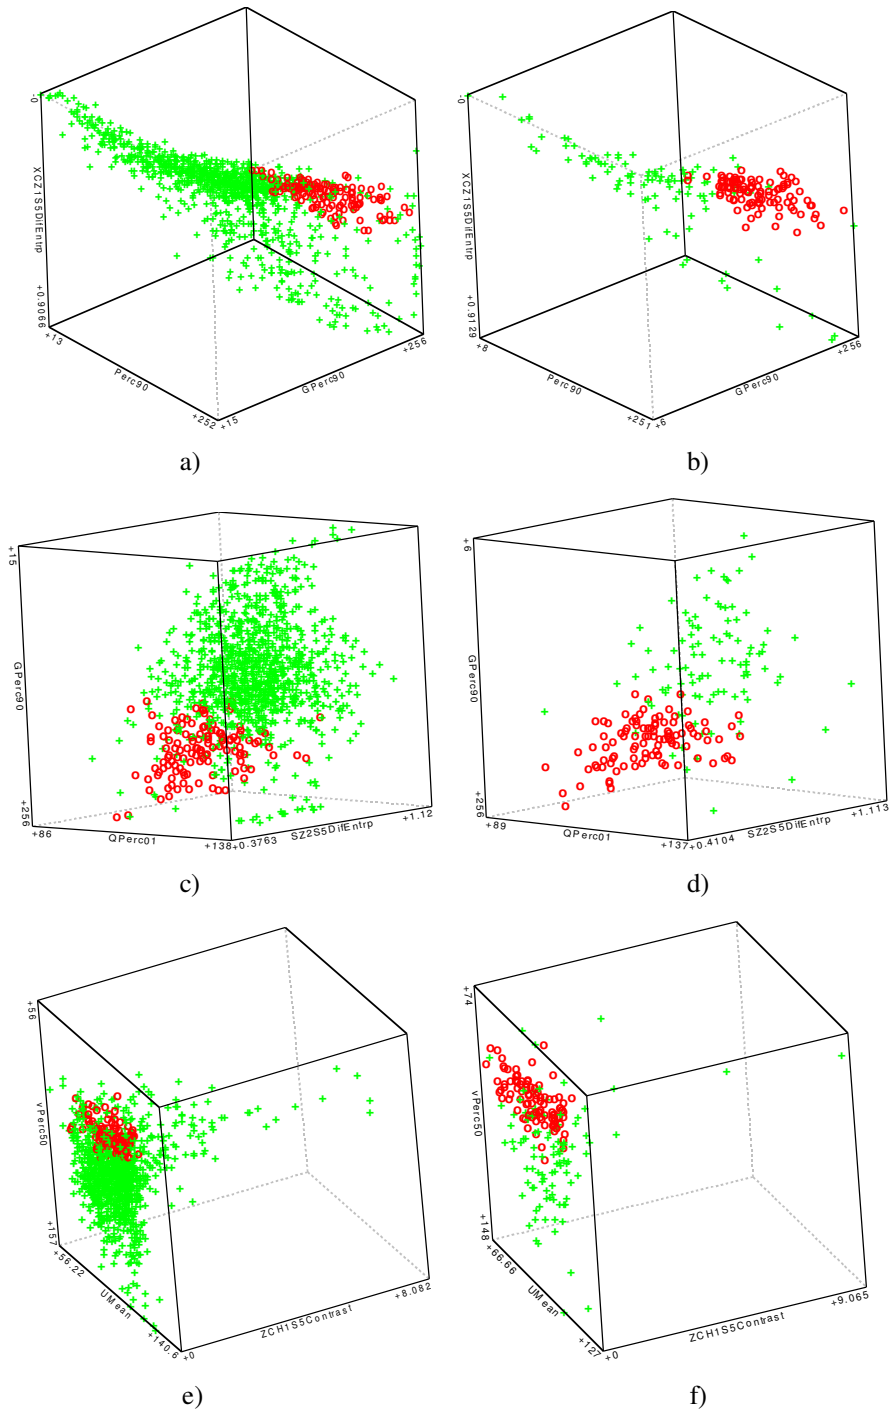 -0
XCZ1S5DifEntrp
+0.9066
+13
Perc90
+252
+15
GPerc90
+256
a)
-0
XCZ1S5DifEntrp
+0.9129
+8
Perc90
+251
+6
GPerc90
+256
b)
+15
GPerc90
+256
+86
QPerc01
+138
+0.3763
SZ2S5DifEntrp
+1.12
c)
+6
GPerc90
+256
+89
QPerc01
+137
+0.4104
SZ2S5DifEntrp
+1.113
d)
+56
vPerc50
+157
+56.22
UMean
+140.6
+0
ZCH1S5Contrast
+8.082
e)
+74
vPerc50
+148
+66.66
UMean
+127
+0
ZCH1S5Contrast
+9.065
f)